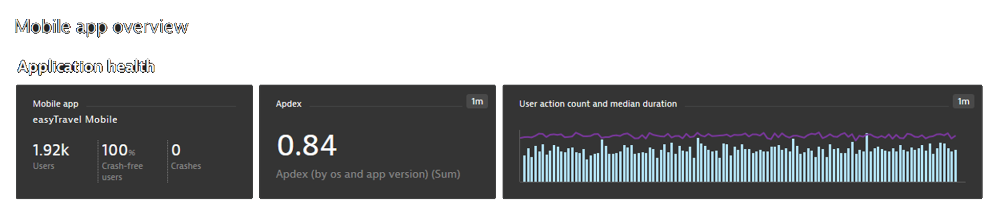 Mobile app overview
Application health
Mobile app
easyTravel Mobile
1.92k
Users
100%
Crash-free
users
0
Crashes
Apdex
1m
0.84
Apdex (by os and app version) (Sum)
User action count and median duration
1m